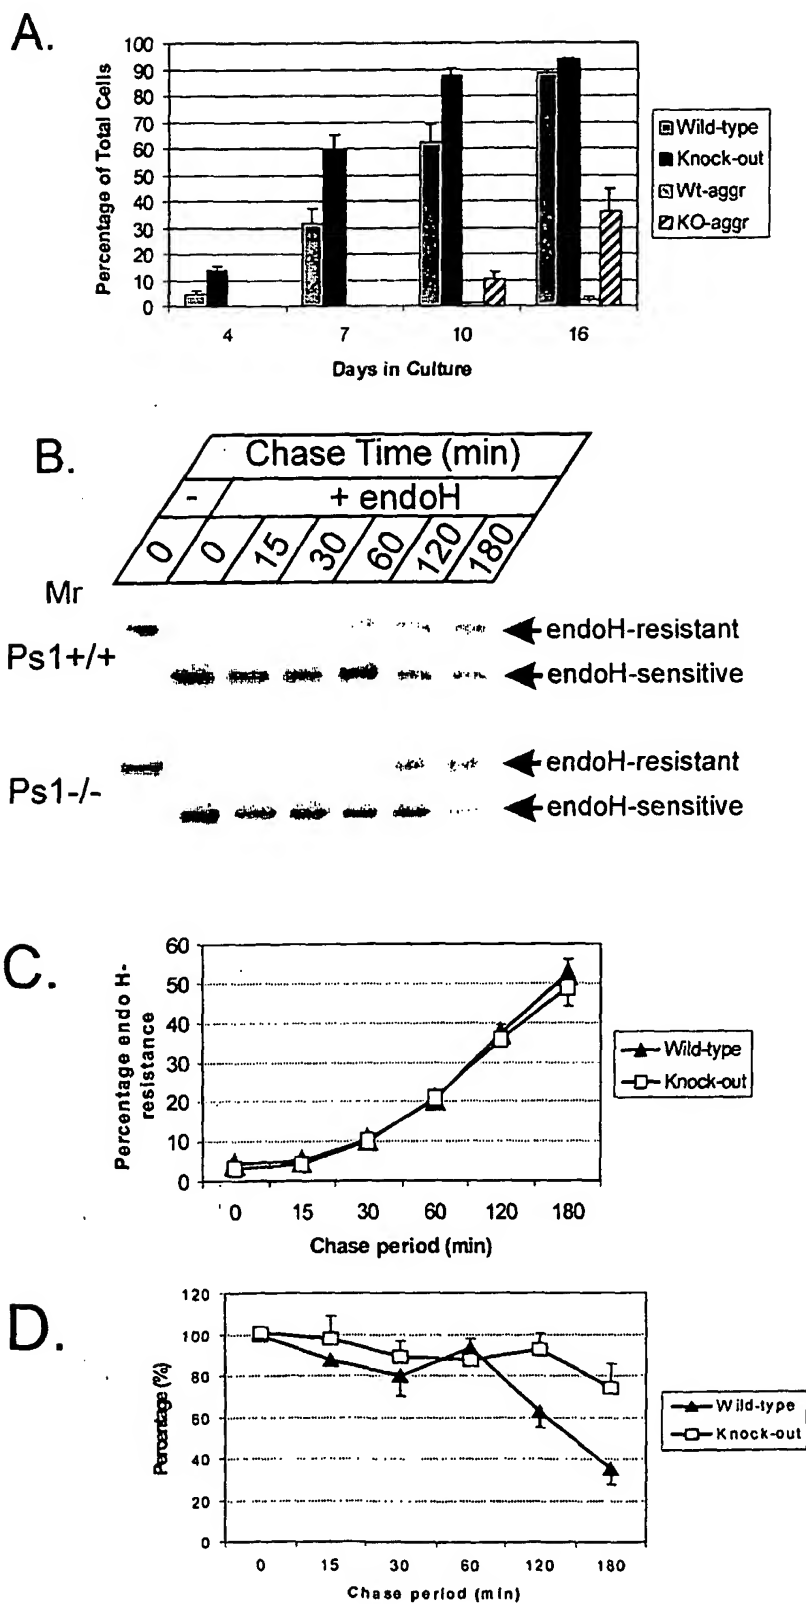 A.
100
90
80
70
60
50
40
30
20
10
0
Percentage of Total Cells
4 7 10 16
Days in Culture
Wild-type
Knock-out
Wt-aggr
KO-aggr
B.
Chase Time (min)
- + endoH
0 0 15 30 60 120 180
Mr
Ps1+/+
endoH-resistant
endoH-sensitive
Ps1-/-
endoH-resistant
endoH-sensitive
C.
60
50
40
30
20
10
0
Percentage endo H-
resistance
0 15 30 60 120 180
Chase period (min)
Wild-type
Knock-out
D.
120
100
80
60
40
20
0
Percentage (%)
0 15 30 60 120 180
Chase period (min)
Wild-type
Knock-out